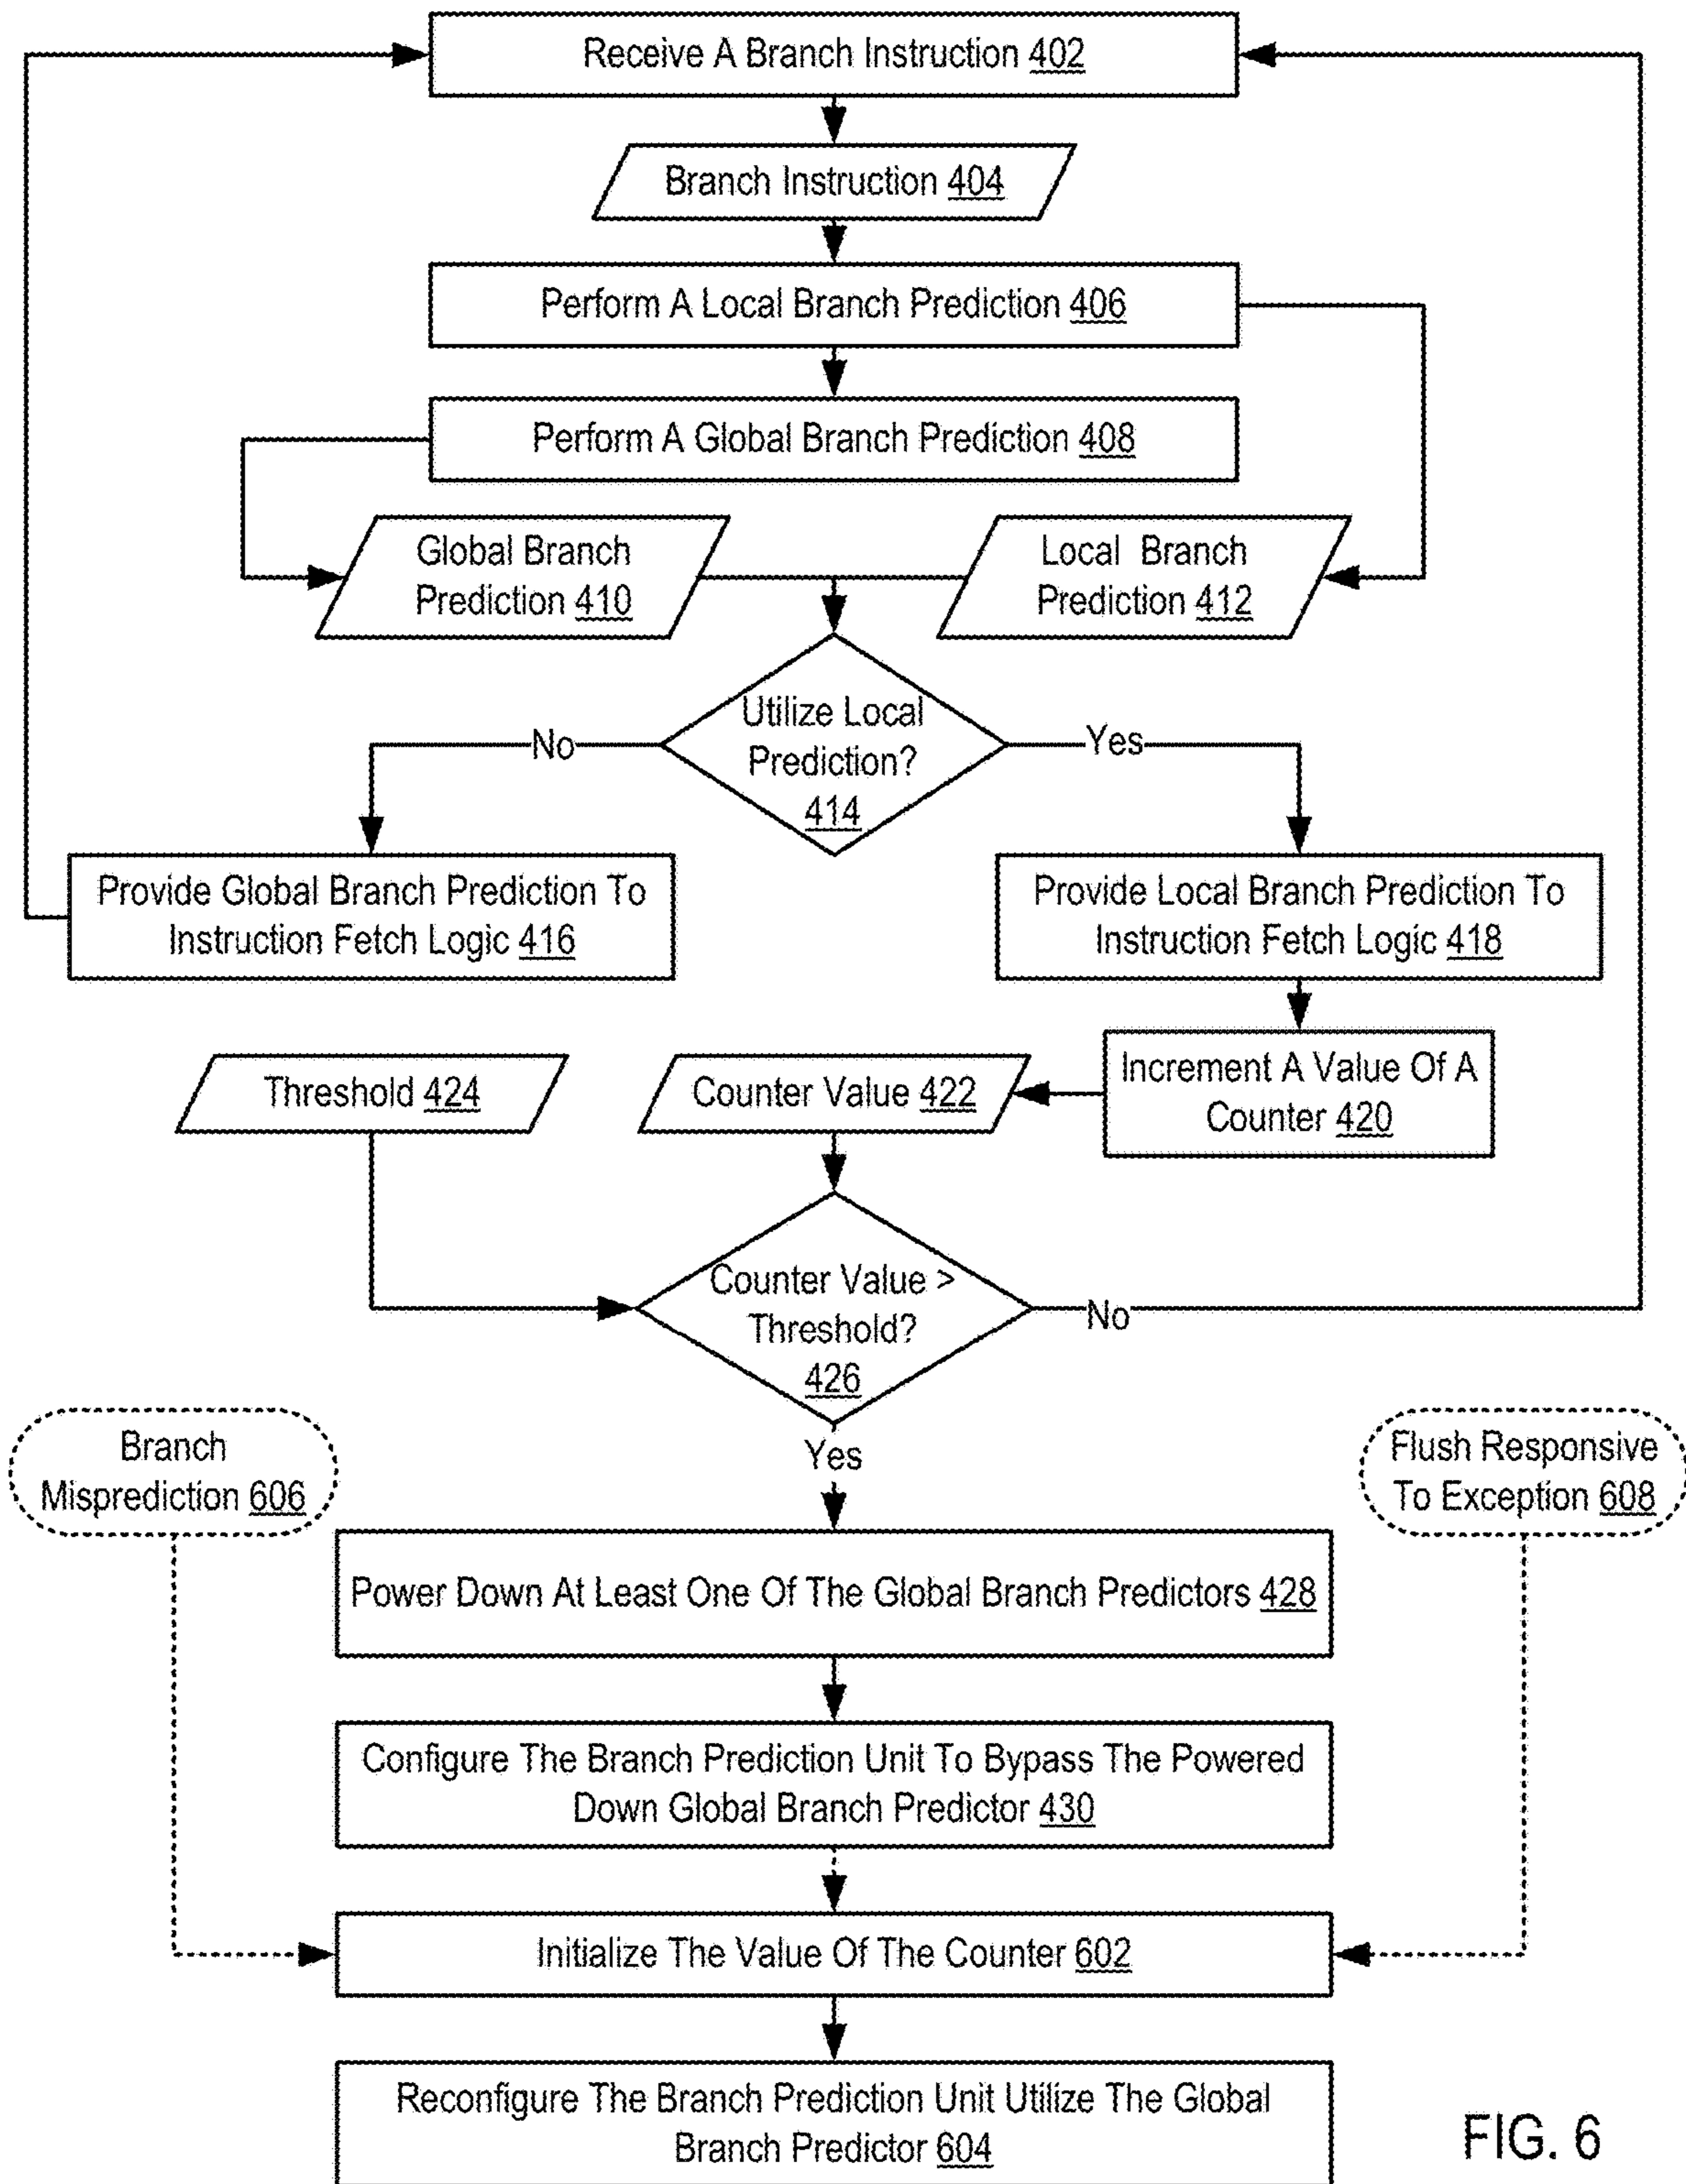 Receive A Branch Instruction 402
Branch Instruction 404
Perform A Local Branch Prediction 406
Perform A Global Branch Prediction 408
Global Branch
Prediction 410
Local Branch
Prediction 412
Utilize Local
Prediction?
414
No
Yes
Provide Global Branch Prediction To
Instruction Fetch Logic 416
Provide Local Branch Prediction To
Instruction Fetch Logic 418
Threshold 424
Counter Value 422
Increment A Value Of A
Counter 420
Counter Value >
Threshold?
426
No
Yes
Branch
Misprediction 606
Flush Responsive
To Exception 608
Power Down At Least One Of The Global Branch Predictors 428
Configure The Branch Prediction Unit To Bypass The Powered
Down Global Branch Predictor 430
Initialize The Value Of The Counter 602
Reconfigure The Branch Prediction Unit Utilize The Global
Branch Predictor 604
FIG. 6